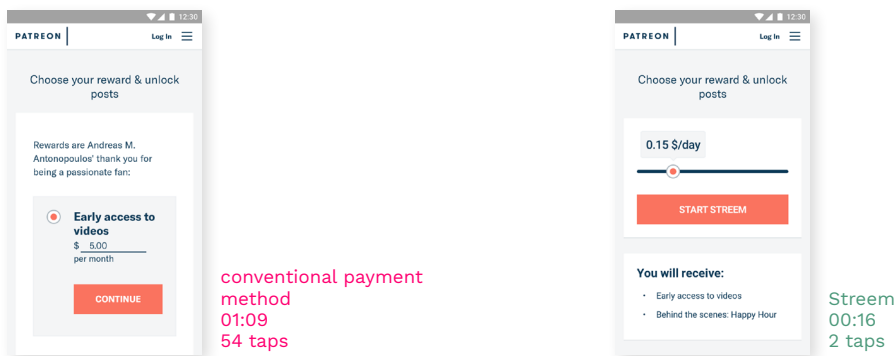 12:30
PATREON
Log In
Choose your reward & unlock
posts
Rewards are Andreas M.
Antonopoulos' thank you for
being a passionate fan:
Early access to
videos
$ 5.00
per month
CONTINUE
conventional payment
method
01:09
54 taps
12:30
PATREON
Log In
Choose your reward & unlock
posts
0.15 $/day
START STREEM
You will receive:
• Early access to videos
• Behind the scenes: Happy Hour
Streem
00:16
2 taps